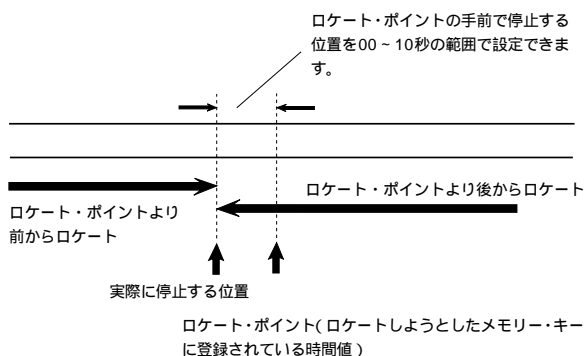 ロケート・ポイントの手前で停止する
位置を00~10秒の範囲で設定できま
す。
ロケート・ポイントより
前からロケート
ロケート・ポイントより後からロケート
実際に停止する位置
ロケート・ポイント(ロケートしようとしたメモリー・キー
に登録されている時間値)